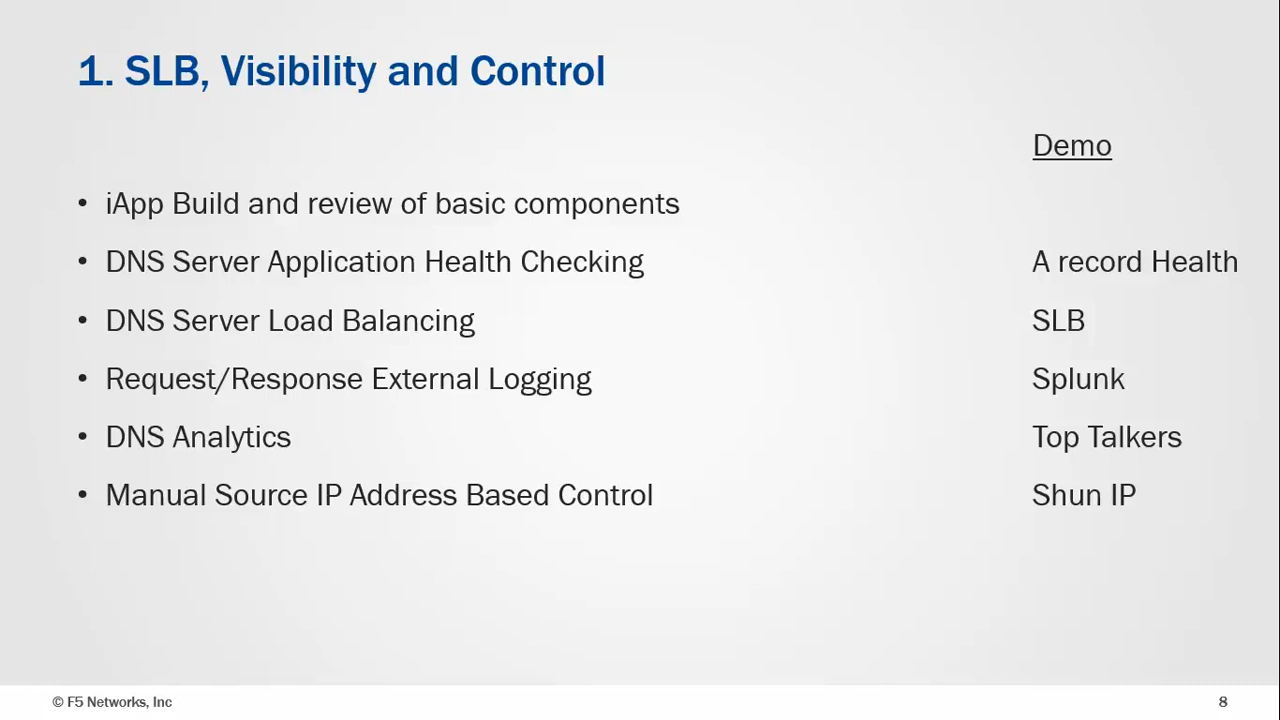 1. SLB, Visibility and Control
Demo
• iApp Build and review of basic components
• DNS Server Application Health Checking A record Health
• DNS Server Load Balancing SLB
• Request/Response External Logging Splunk
• DNS Analytics Top Talkers
• Manual Source IP Address Based Control Shun IP
© F5 Networks, Inc 8